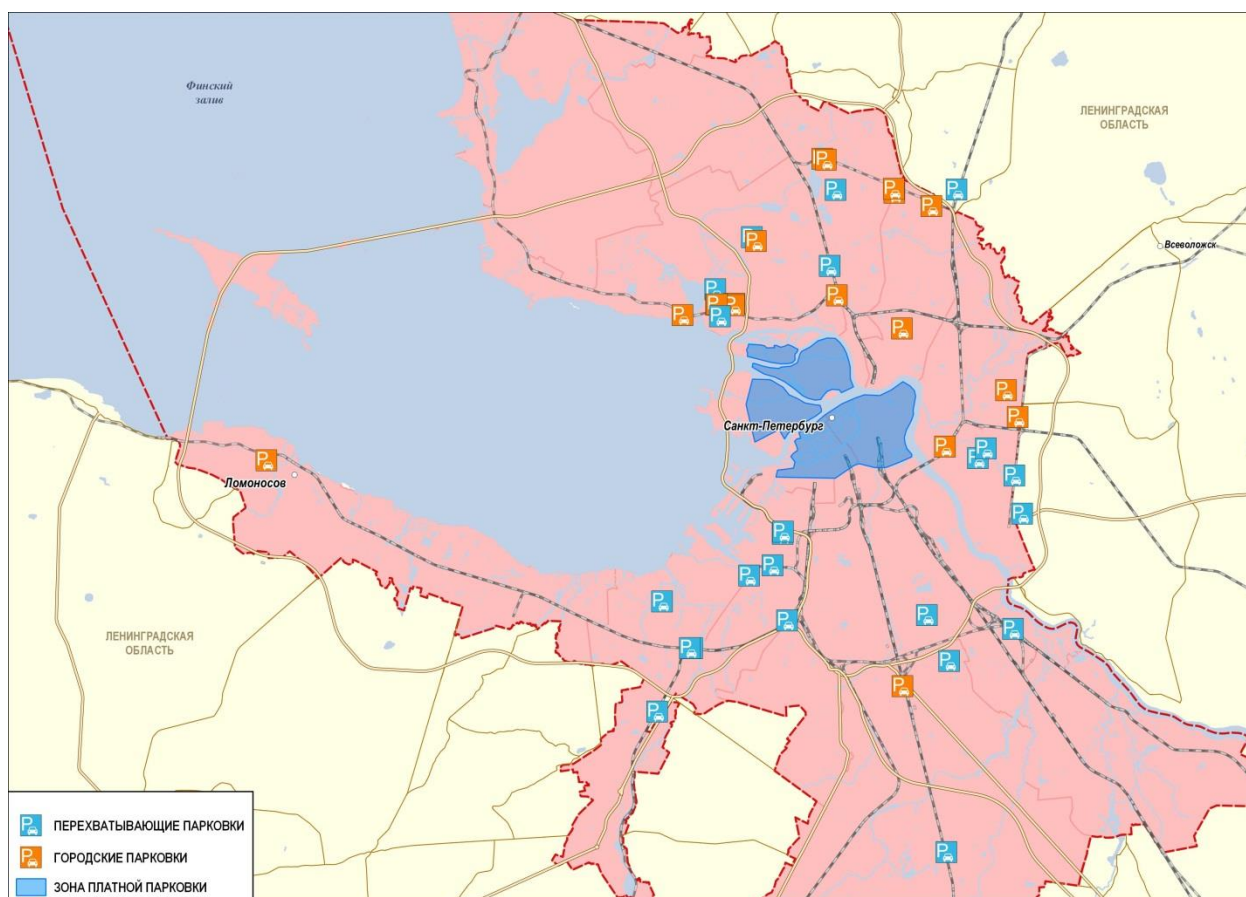 Финский
залив
ЛЕНИНГРАДСКАЯ
ОБЛАСТЬ
Всеволожск
Санкт-Петербург
Ломоносов
ЛЕНИНГРАДСКАЯ
ОБЛАСТЬ
P ПЕРЕХВАТЫВАЮЩИЕ ПАРКОВКИ
P ГОРОДСКИЕ ПАРКОВКИ
ЗОНА ПЛАТНОЙ ПАРКОВКИ